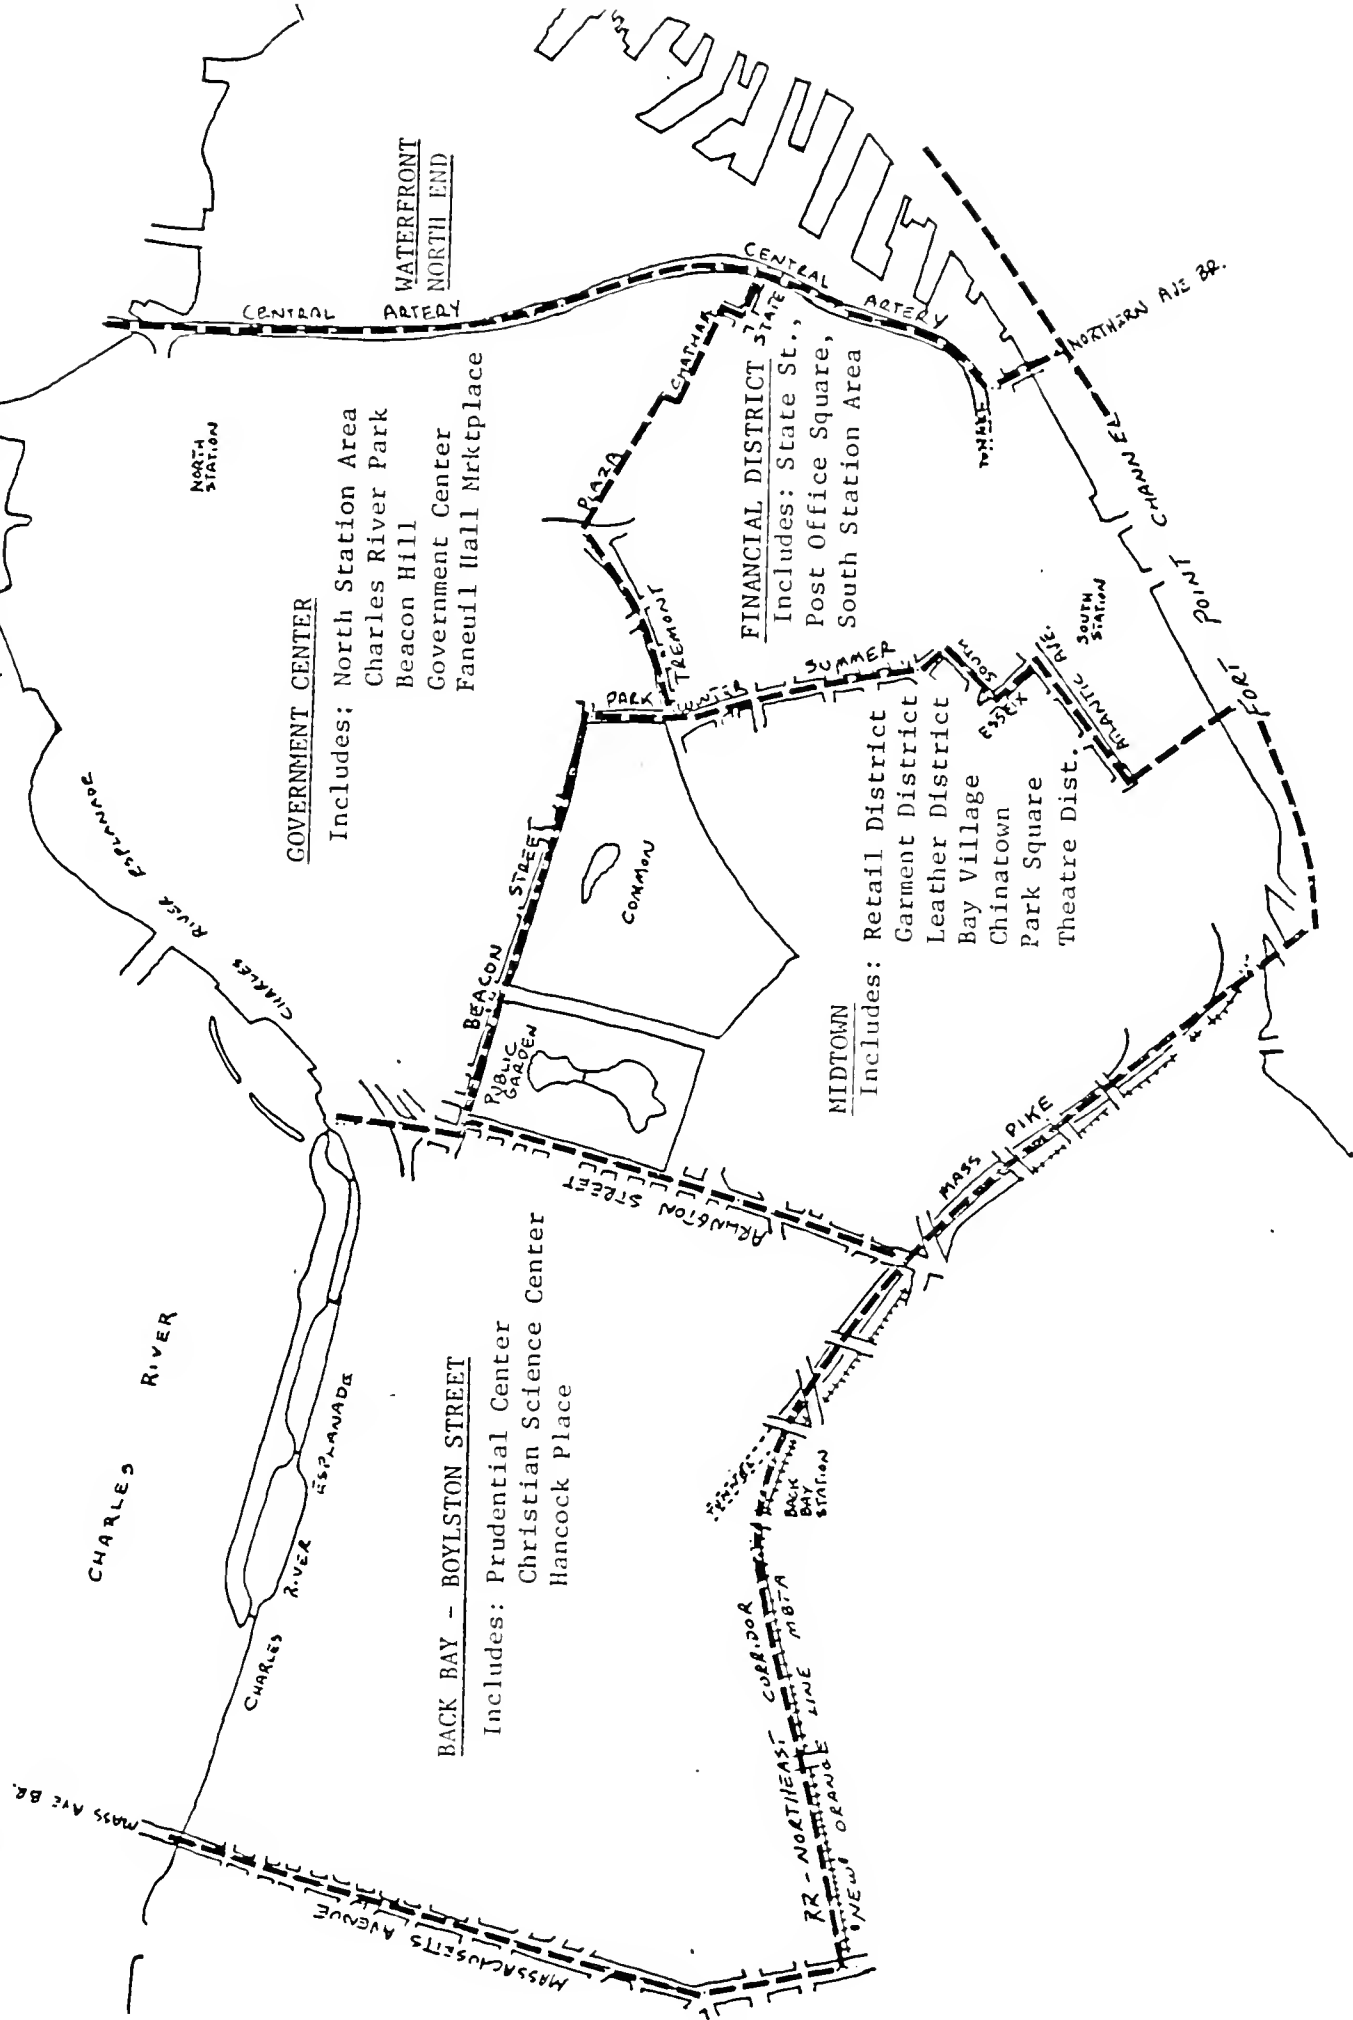 CHARLES
RIVER
MASS AVE BR.
MASSACHUSETTS AVENUE
CHARLES
RIVER
ESPLANADE
BACK BAY - BOYLSTON STREET
Includes: Prudential Center
Christian Science Center
Hancock Place
RR - NORTHEAST CORRIDOR
NEW ORANGE LINE MBTA
BACK
BAY
STATION
ARLINGTON STREET
CHARLES
RIVER
ESPLANADE
GOVERNMENT CENTER
Includes: North Station Area
Charles River Park
Beacon Hill
Government Center
Faneuil Hall Mrktplace
NORTH
STATION
CENTRAL ARTERY
WATERFRONT
NORTH END
BEACON STREET
PUBLIC
GARDEN
COMMON
PARK
TREMONT
PLAZA
CHATHAM
STATE
CENTRAL
ARTERY
FINANCIAL DISTRICT
Includes: State St.,
Post Office Square,
South Station Area
WINTER
SUMMER
SOUTH
ESSEX
ATLANTIC AVE.
SOUTH
STATION
MIDTOWN
Includes: Retail District
Garment District
Leather District
Bay Village
Chinatown
Park Square
Theatre Dist.
MASS PIKE
TUNNEL
NORTHERN AVE BR.
FORT POINT CHANNEL